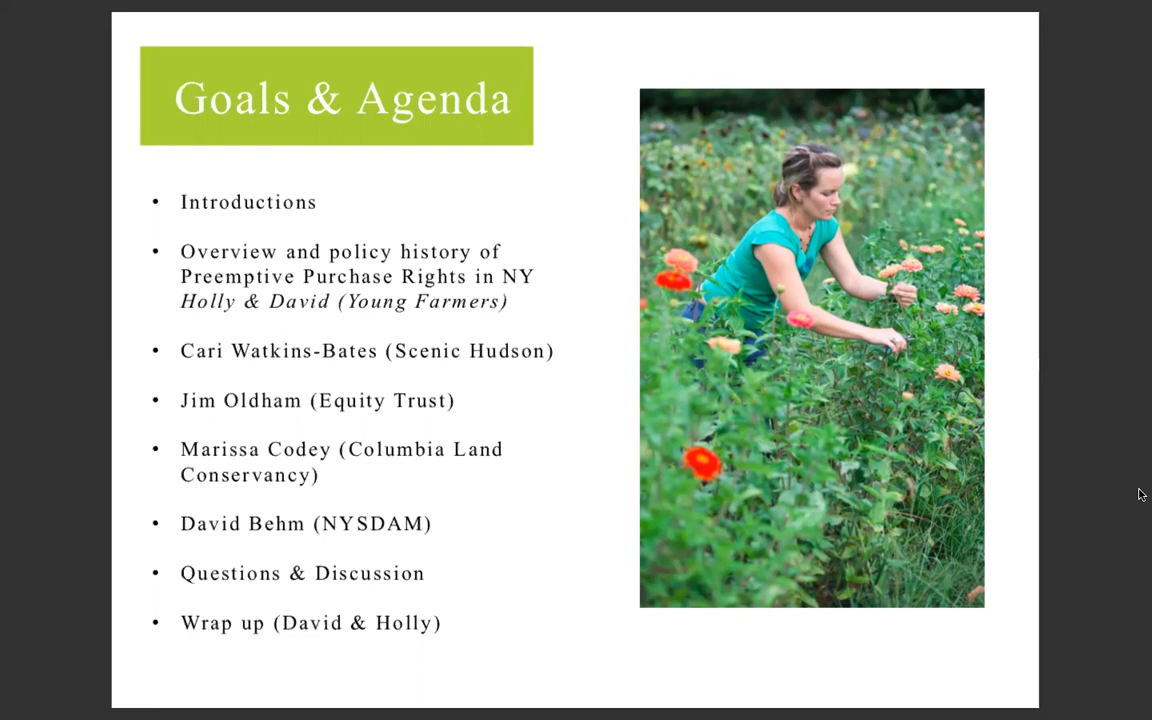 Goals & Agenda
• Introductions
• Overview and policy history of
Preemptive Purchase Rights in NY
Holly & David (Young Farmers)
• Cari Watkins-Bates (Scenic Hudson)
• Jim Oldham (Equity Trust)
• Marissa Codey (Columbia Land
Conservancy)
• David Behm (NYSDAM)
• Questions & Discussion
• Wrap up (David & Holly)